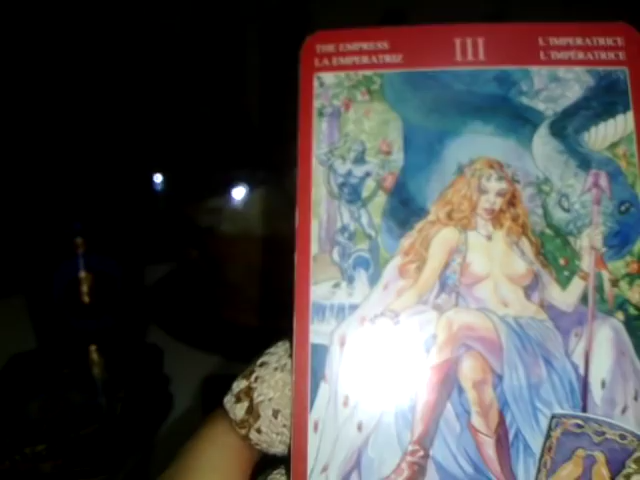 THE EMPRESS
LA EMPERATRIZ
III
L'IMPERATRICE
L'IMPÉRATRICE